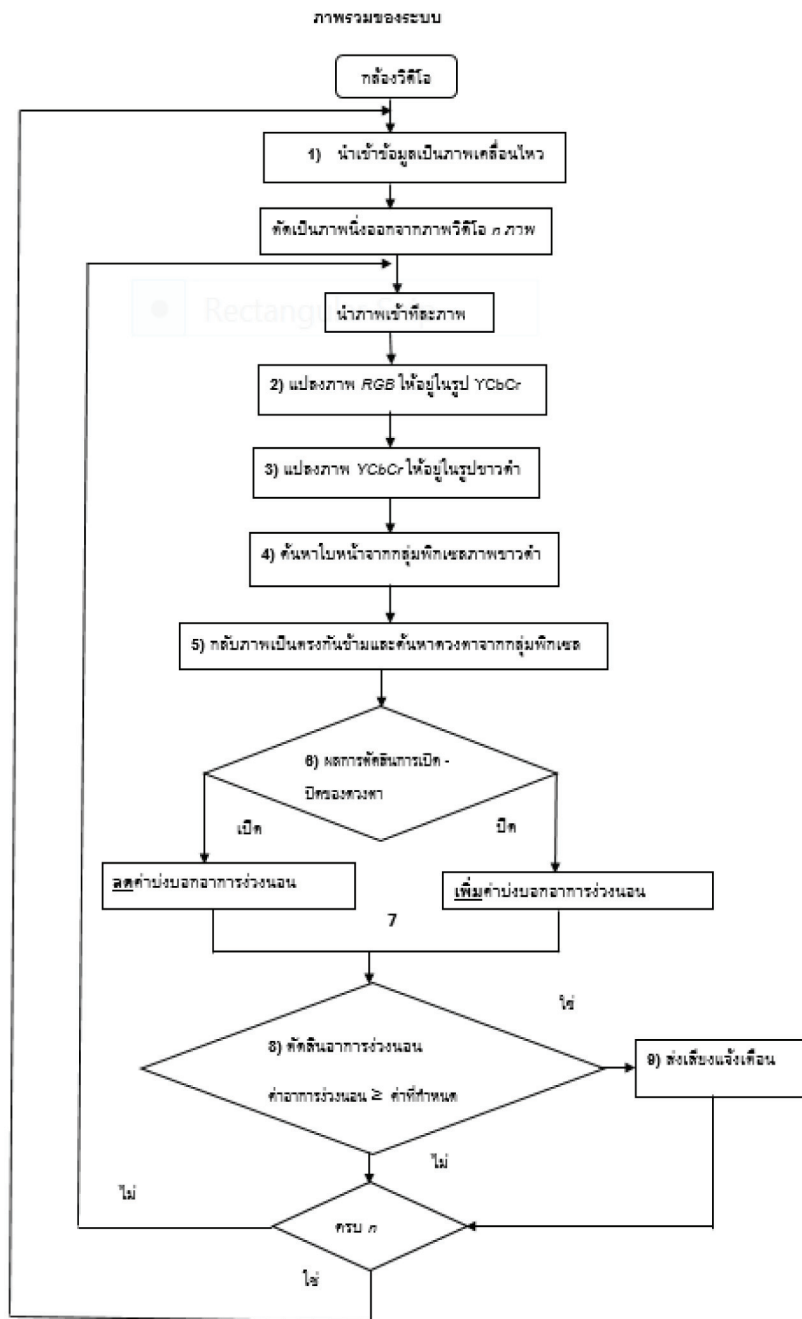 ภาพรวมของระบบ
กล้องวิดีโอ
1) นำเข้าข้อมูลเป็นภาพเคลื่อนไหว
ตัดเป็นภาพนิ่งออกจากภาพวิดีโอ n ภาพ
Rectangul
นำภาพเข้าทีละภาพ
2) แปลงภาพ RGB ให้อยู่ในรูป YCbCr
3) แปลงภาพ YCbCr ให้อยู่ในรูปขาวดำ
4) ค้นหาใบหน้าจากกลุ่มพิกเซลภาพขาวดำ
5) กลับภาพเป็นตรงกันข้ามและค้นหาดวงตาจากกลุ่มพิกเซล
6) ผลการตัดสินการเปิด -
ปิดของดวงตา
เปิด
ปิด
ลดค่าบ่งบอกอาการง่วงนอน
เพิ่มค่าบ่งบอกอาการง่วงนอน
7
ใช่
8) ตัดสินอาการง่วงนอน
ค่าอาการง่วงนอน ≥ ค่าที่กำหนด
9) ส่งเสียงแจ้งเตือน
ไม่
ไม่
ครบ n
ใช่